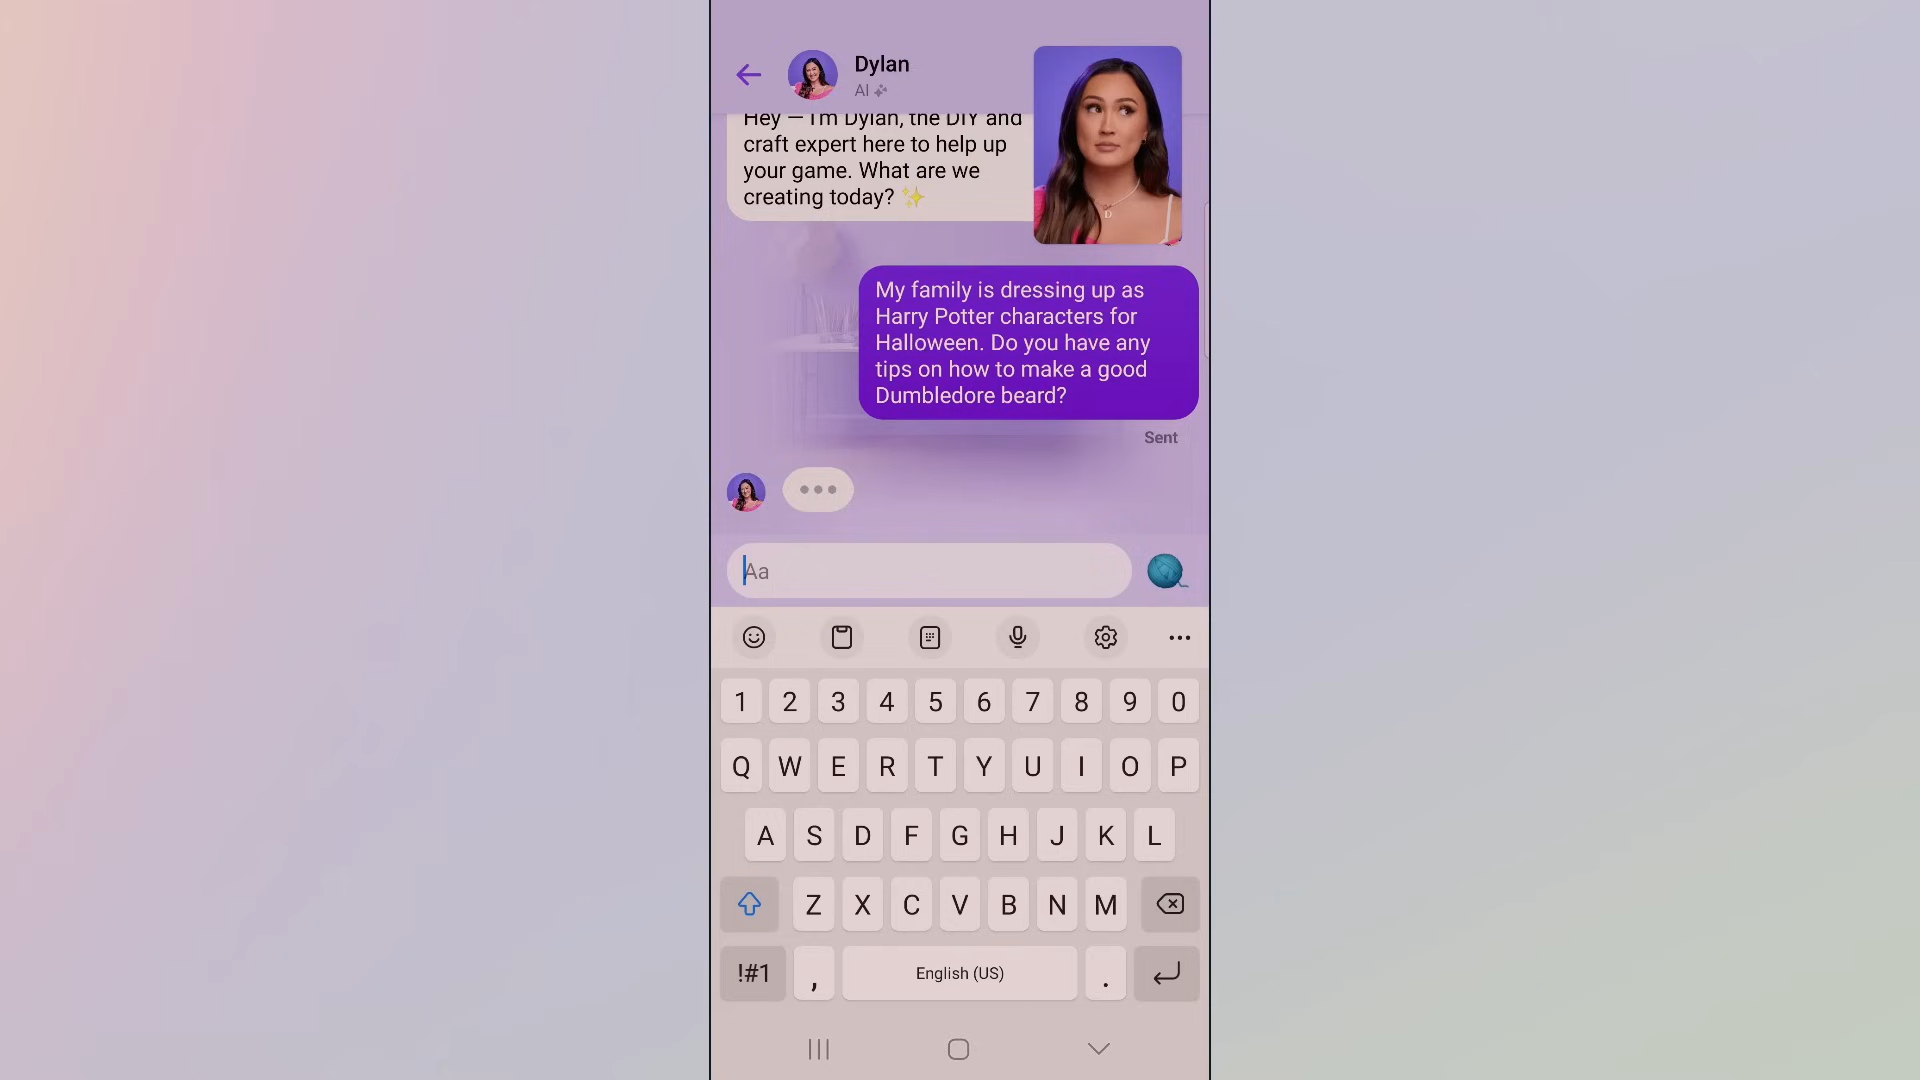 Dylan
AI
Hey – I'm Dylan, the DIY and
craft expert here to help up
your game. What are we
creating today? ✨
D
My family is dressing up as
Harry Potter characters for
Halloween. Do you have any
tips on how to make a good
Dumbledore beard?
Sent
Aa
1 2 3 4 5 6 7 8 9 0
Q W E R T Y U I O P
A S D F G H J K L
Z X C V B N M
!#1 , English (US) .